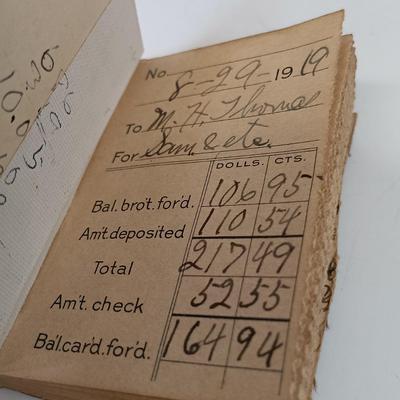 No. 8-29-1919
To M. H. Thomas
For Sam. & etc.
DOLLS. CTS.
Bal. bro't. for'd. 106 95
Am't. deposited 110 54
Total 217 49
Am't. check 52 55
Bal. car'd. for'd. 164 94